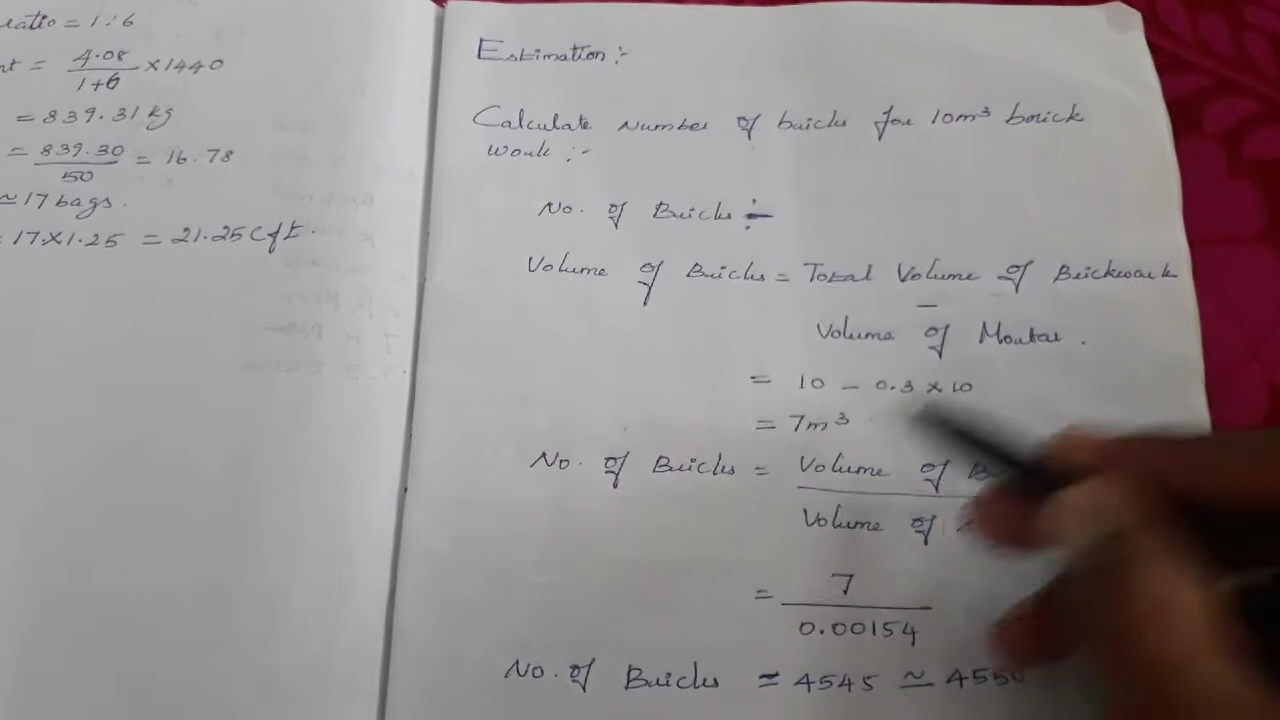 ratio = 1:6
nt = 4.08 / 1+6 × 1440
= 839.31 kg
= 839.30 / 50 = 16.78
≃ 17 bags.
= 17×1.25 = 21.25 Cft.
Estimation :-
Calculate Number of bricks for 10m³ brick
work :-
No. of Bricks :-
Volume of Bricks = Total Volume of Brickwork
–
Volume of Mortar.
= 10 – 0.3 × 10
= 7m³
No. of Bricks = Volume of
Volume of
= 7
0.00154
No. of Bricks = 4545 ≃ 4550